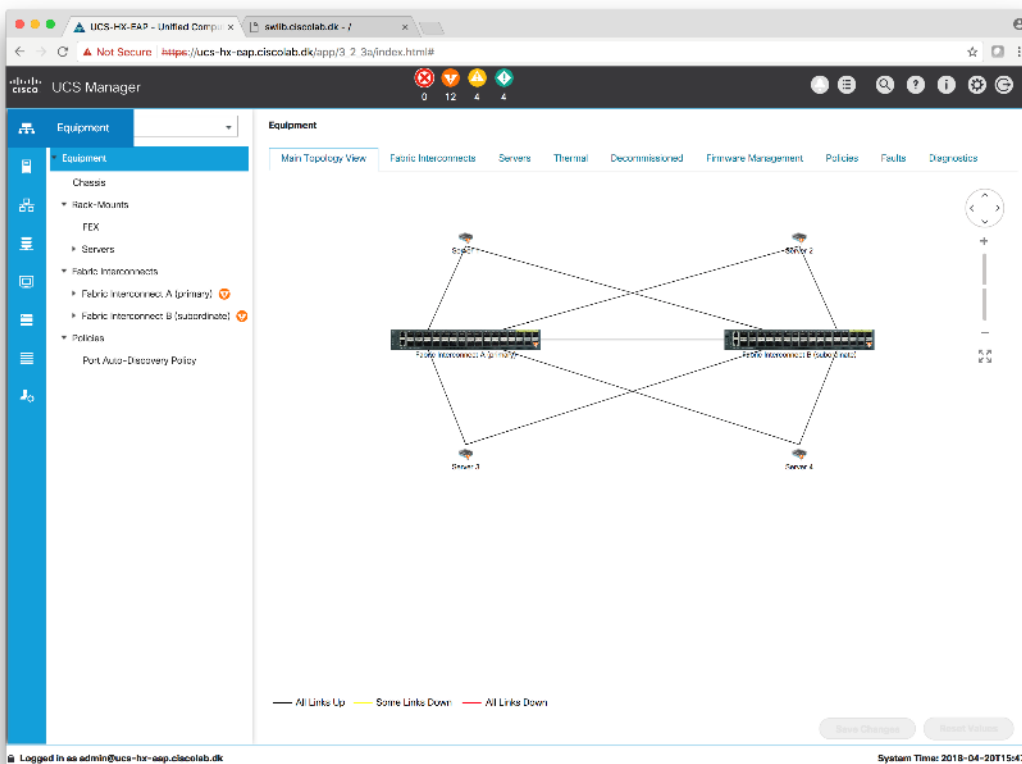 UCS-HX-EAP - Unified Compu × swlib.ciscolab.dk - / ×
Not Secure https://ucs-hx-eap.ciscolab.dk/app/3_2_3a/index.html#
cisco UCS Manager
0 12 4 4
Equipment
Equipment
Chassis
Rack-Mounts
FEX
Servers
Fabric Interconnects
Fabric Interconnect A (primary)
Fabric Interconnect B (subordinate)
Policies
Port Auto-Discovery Policy
Equipment
Main Topology View Fabric Interconnects Servers Thermal Decommissioned Firmware Management Policies Faults Diagnostics
Server 2
Fabric Interconnect A (primary) Fabric Interconnect B (subordinate)
Server 3 Server 4
All Links Up Some Links Down All Links Down
Save Changes Reset Values
Logged in as admin@ucs-hx-eap.ciscolab.dk System Time: 2018-04-20T15:47